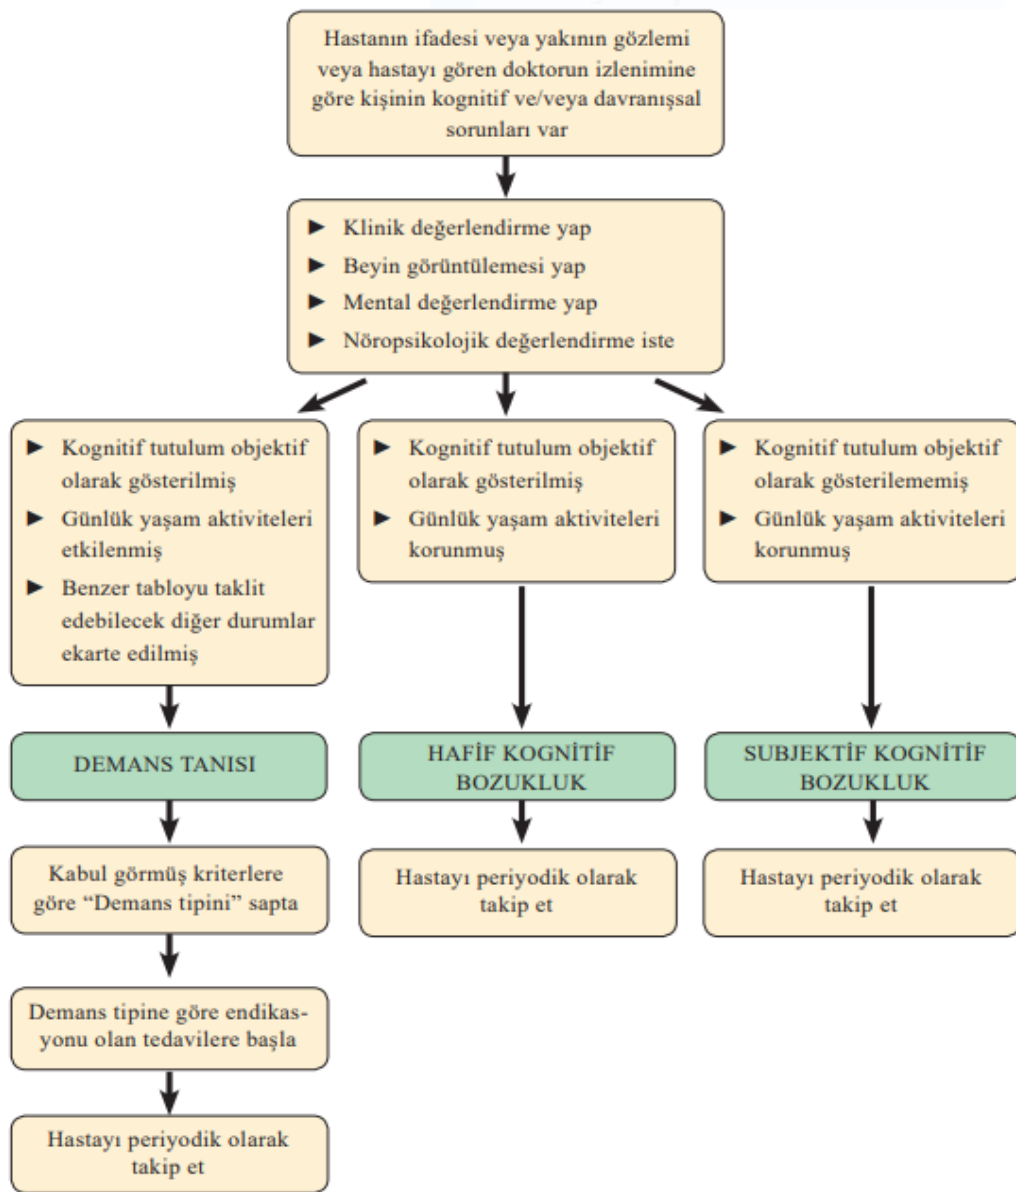 Hastanın ifadesi veya yakının gözlemi
veya hastayı gören doktorun izlenimine
göre kişinin kognitif ve/veya davranışsal
sorunları var
► Klinik değerlendirme yap
► Beyin görüntülemesi yap
► Mental değerlendirme yap
► Nöropsikolojik değerlendirme iste
► Kognitif tutulum objektif
olarak gösterilmiş
► Günlük yaşam aktiviteleri
etkilenmiş
► Benzer tabloyu taklit
edebilecek diğer durumlar
ekarte edilmiş
► Kognitif tutulum objektif
olarak gösterilmiş
► Günlük yaşam aktiviteleri
korunmuş
► Kognitif tutulum objektif
olarak gösterilememiş
► Günlük yaşam aktiviteleri
korunmuş
DEMANS TANISI
HAFİF KOGNİTİF
BOZUKLUK
SUBJEKTİF KOGNİTİF
BOZUKLUK
Kabul görmüş kriterlere
göre “Demans tipini” sapta
Hastayı periyodik olarak
takip et
Hastayı periyodik olarak
takip et
Demans tipine göre endikas-
yonu olan tedavilere başla
Hastayı periyodik olarak
takip et